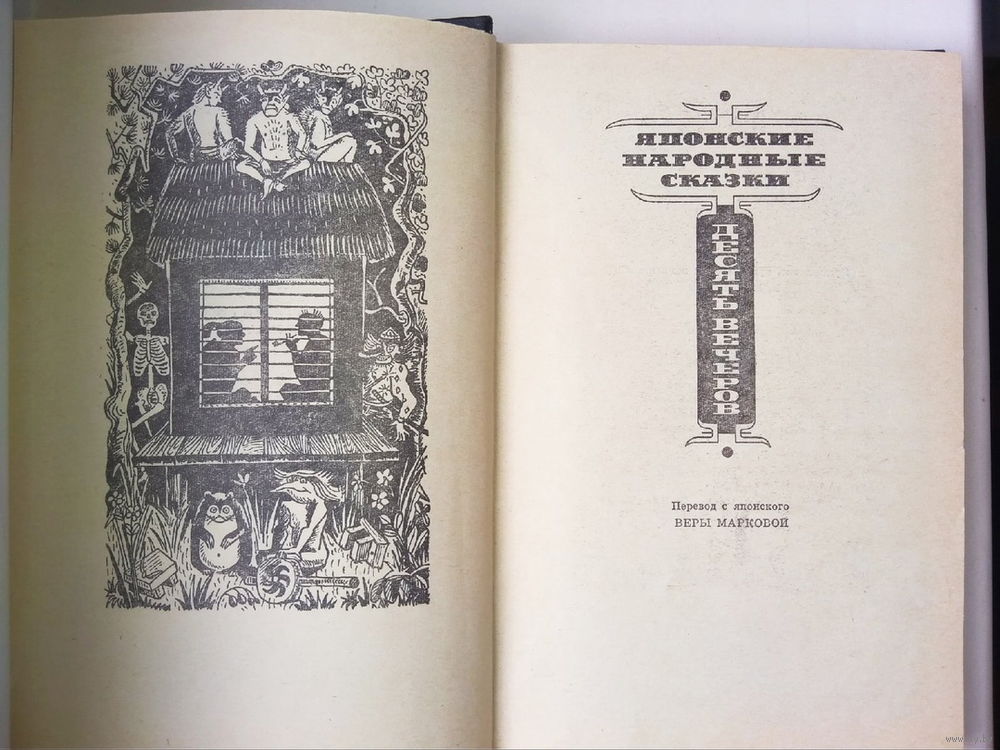 ЯПОНСКИЕ
НАРОДНЫЕ
СКАЗКИ
ДЕСЯТЬ ВЕЧЕРОВ
Перевод с японского
ВЕРЫ МАРКОВОЙ